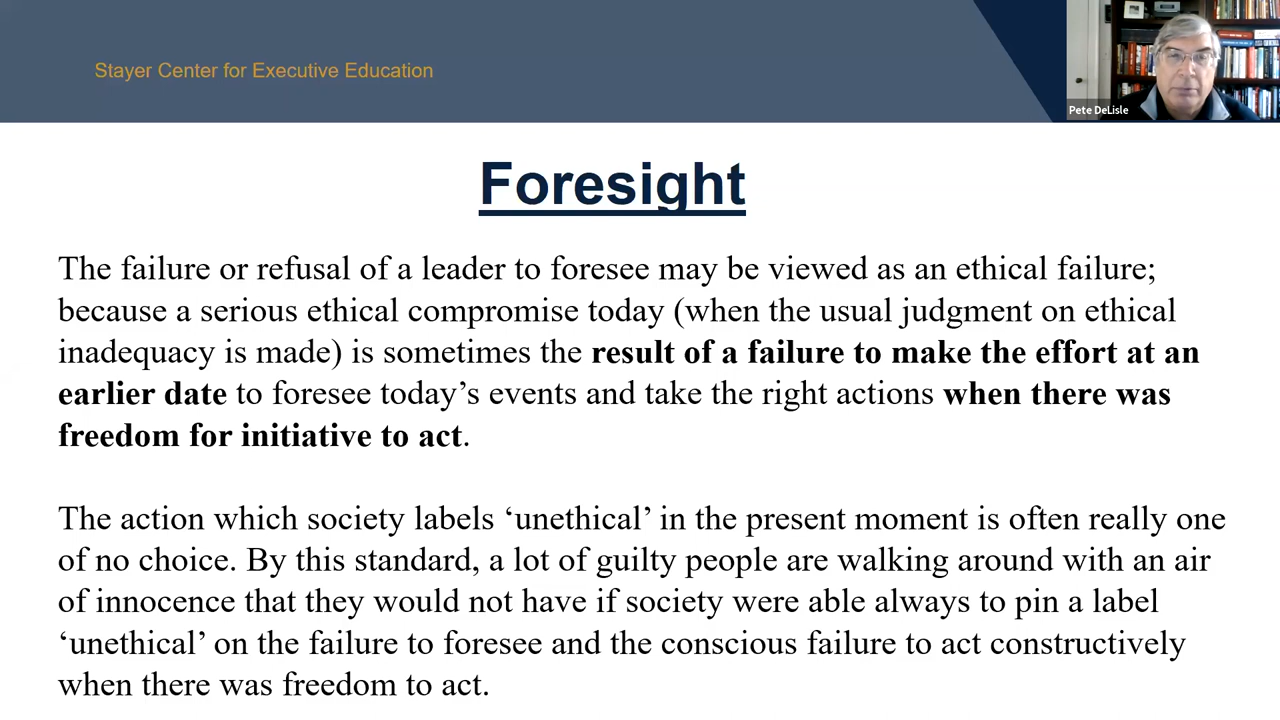 Stayer Center for Executive Education
Pete DeLisle
Foresight
The failure or refusal of a leader to foresee may be viewed as an ethical failure;
because a serious ethical compromise today (when the usual judgment on ethical
inadequacy is made) is sometimes the result of a failure to make the effort at an
earlier date to foresee today’s events and take the right actions when there was
freedom for initiative to act.
The action which society labels ‘unethical’ in the present moment is often really one
of no choice. By this standard, a lot of guilty people are walking around with an air
of innocence that they would not have if society were able always to pin a label
‘unethical’ on the failure to foresee and the conscious failure to act constructively
when there was freedom to act.